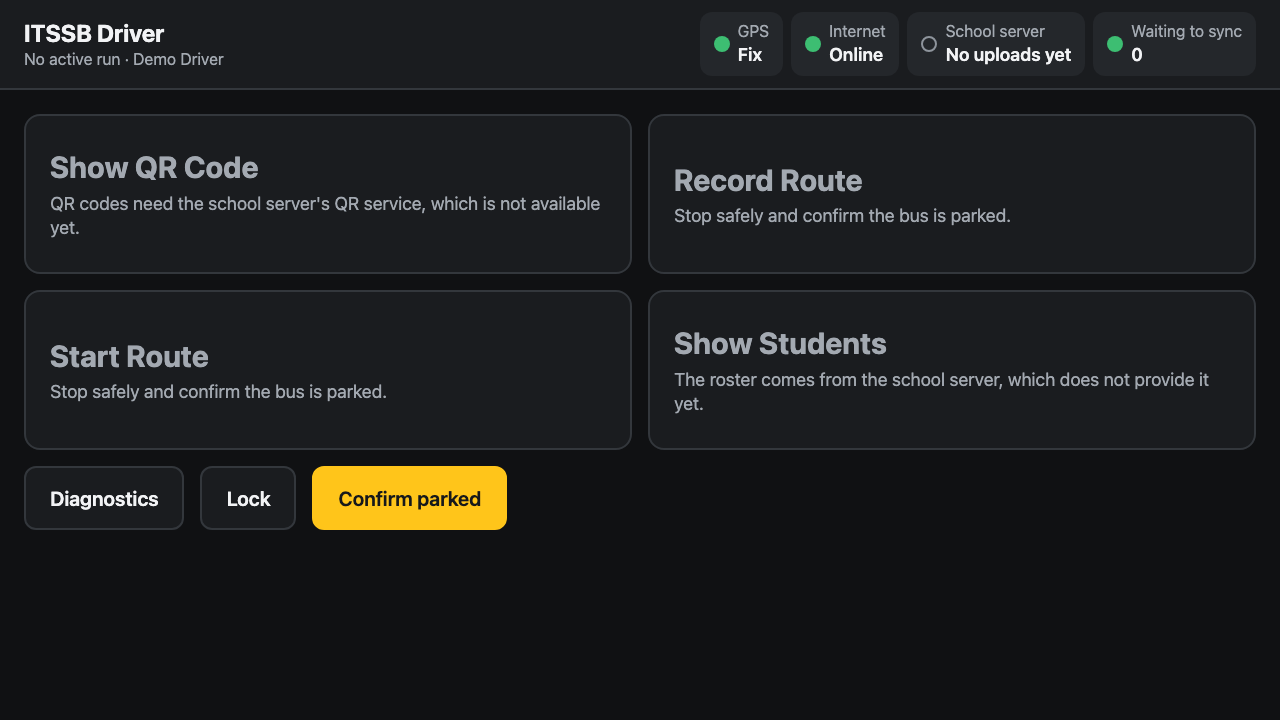 ITSSB Driver
No active run · Demo Driver
GPS
Fix
Internet
Online
School server
No uploads yet
Waiting to sync
0
Show QR Code
QR codes need the school server's QR service, which is not available
yet.
Record Route
Stop safely and confirm the bus is parked.
Start Route
Stop safely and confirm the bus is parked.
Show Students
The roster comes from the school server, which does not provide it
yet.
Diagnostics
Lock
Confirm parked